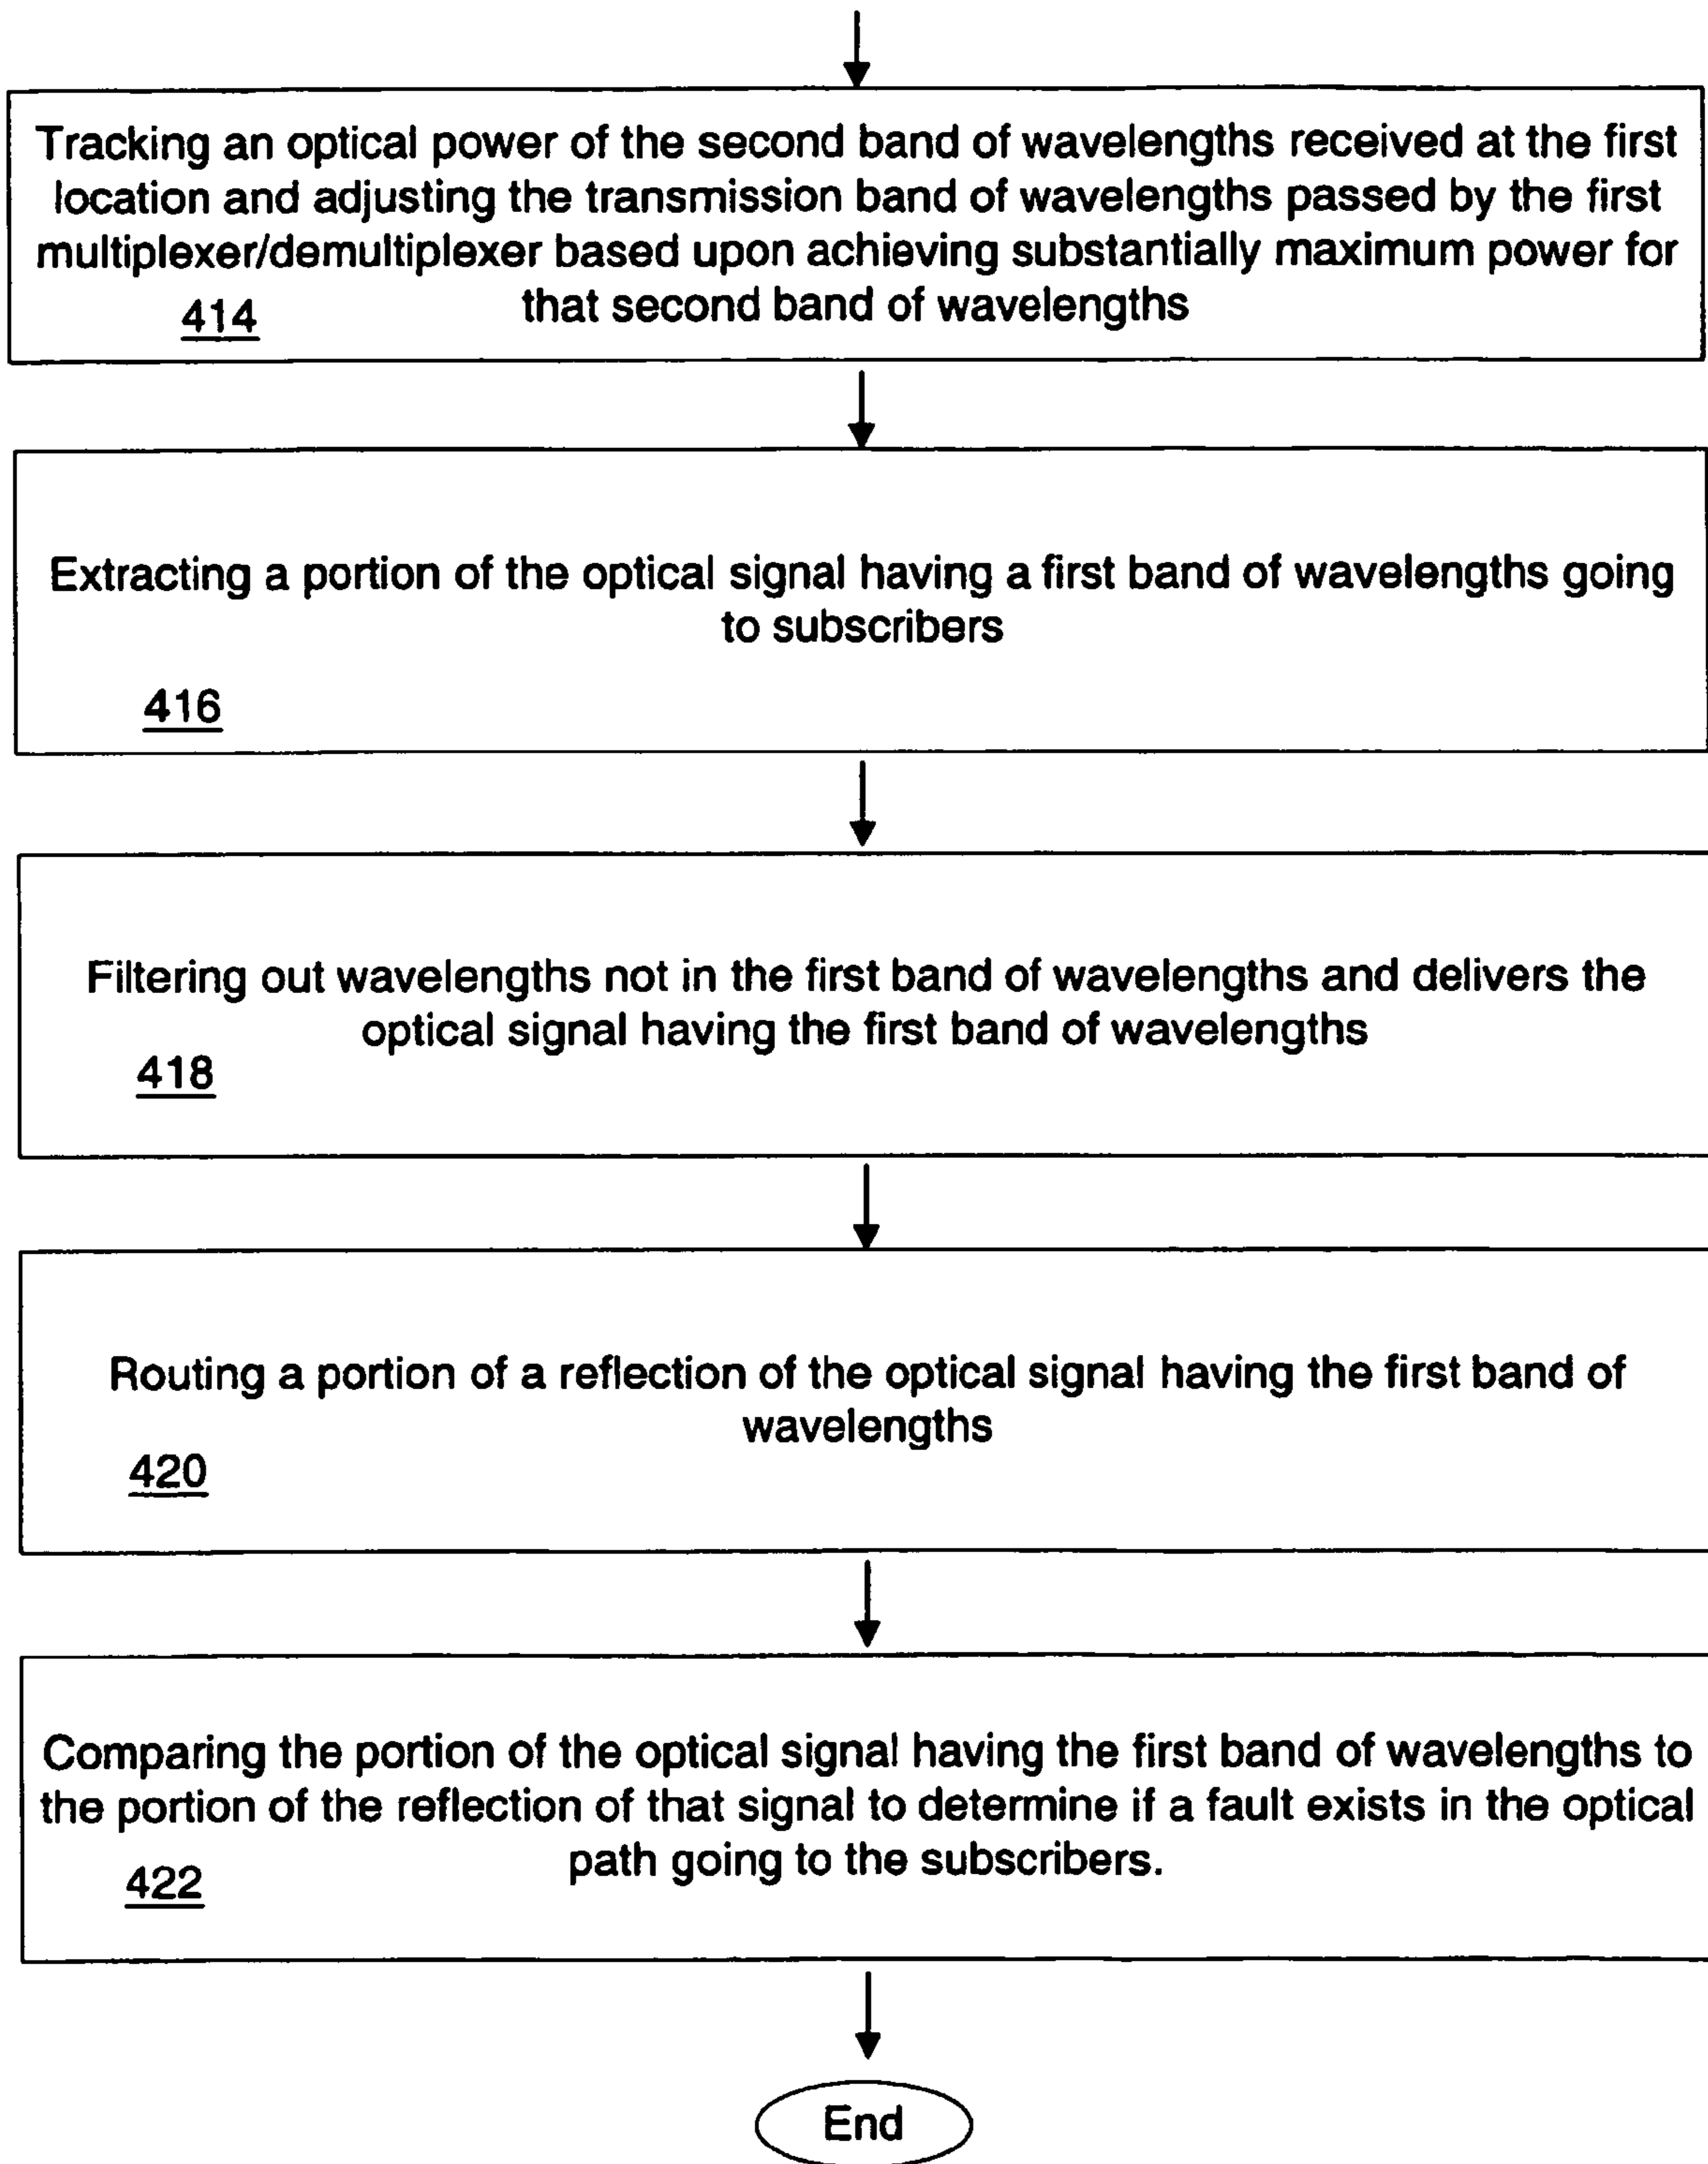 Tracking an optical power of the second band of wavelengths received at the first
location and adjusting the transmission band of wavelengths passed by the first
multiplexer/demultiplexer based upon achieving substantially maximum power for
that second band of wavelengths
414
Extracting a portion of the optical signal having a first band of wavelengths going
to subscribers
416
Filtering out wavelengths not in the first band of wavelengths and delivers the
optical signal having the first band of wavelengths
418
Routing a portion of a reflection of the optical signal having the first band of
wavelengths
420
Comparing the portion of the optical signal having the first band of wavelengths to
the portion of the reflection of that signal to determine if a fault exists in the optical
path going to the subscribers.
422
End